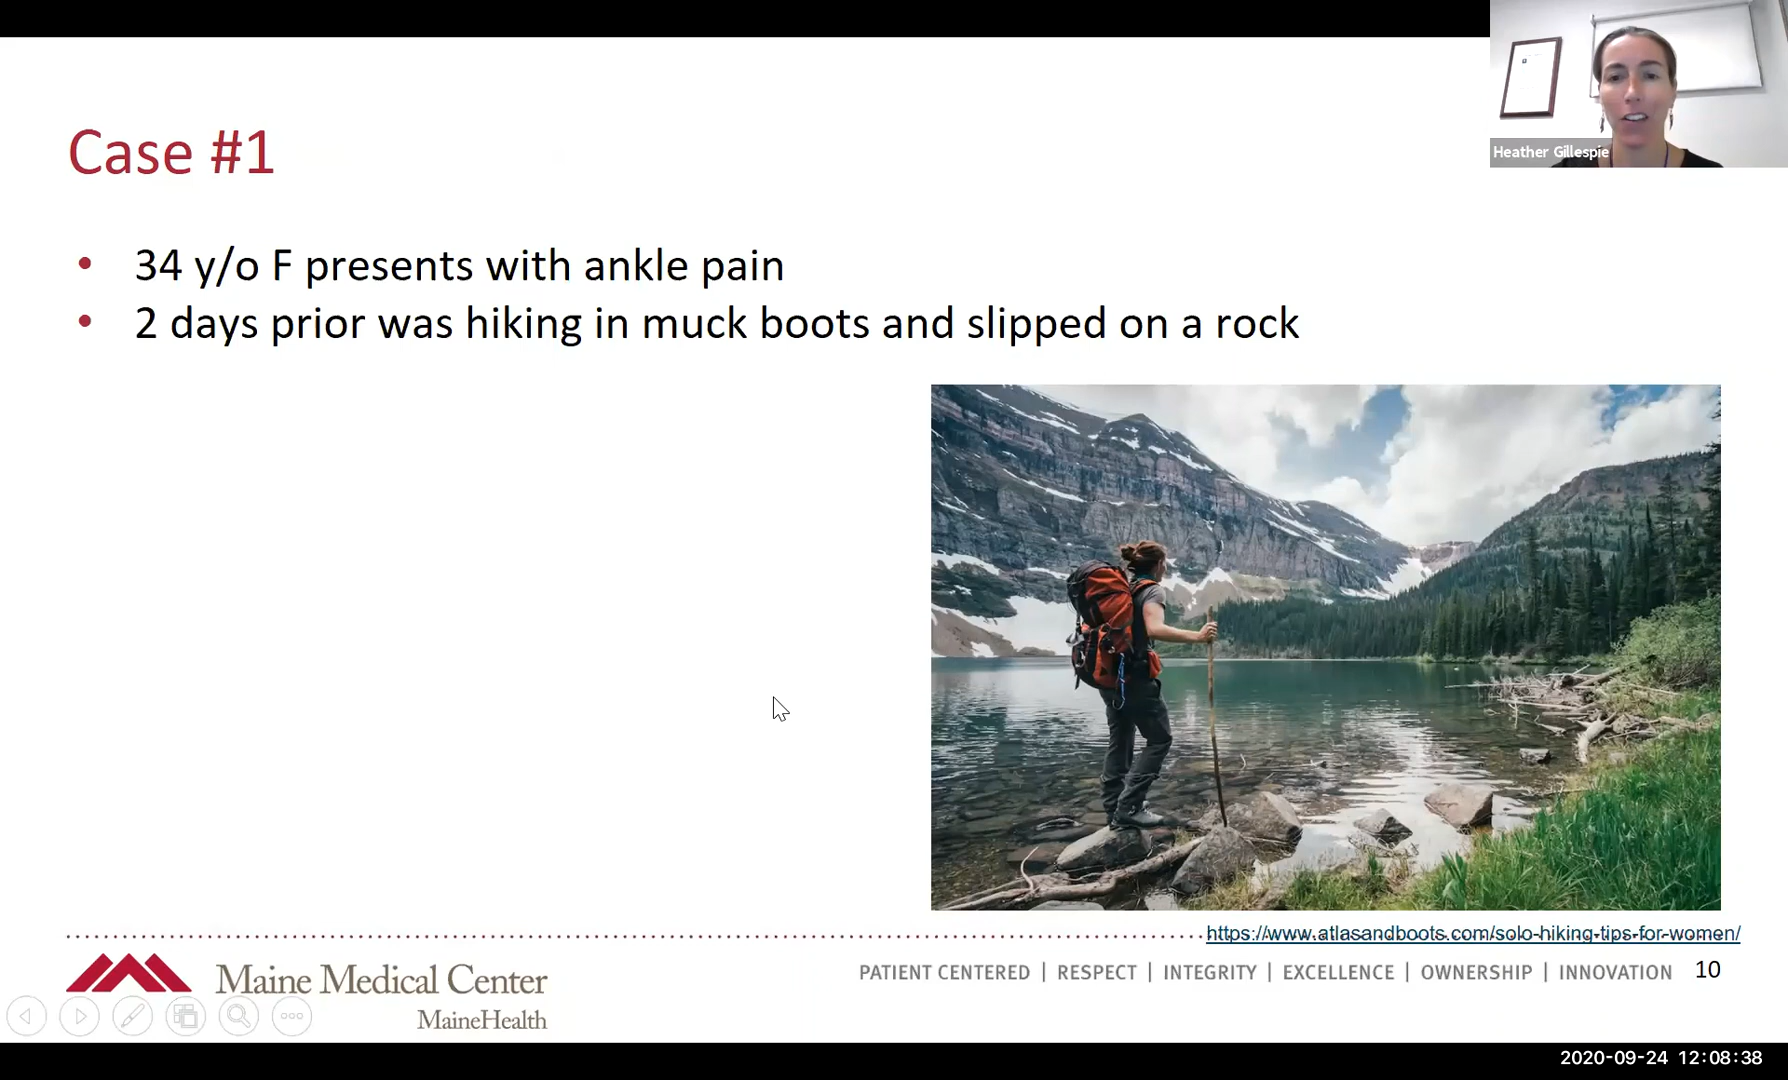 Case #1
• 34 y/o F presents with ankle pain
• 2 days prior was hiking in muck boots and slipped on a rock
Heather Gillespie
https://www.atlasandboots.com/solo-hiking-tips-for-women/
Maine Medical Center
MaineHealth
PATIENT CENTERED | RESPECT | INTEGRITY | EXCELLENCE | OWNERSHIP | INNOVATION 10
2020-09-24 12:08:38